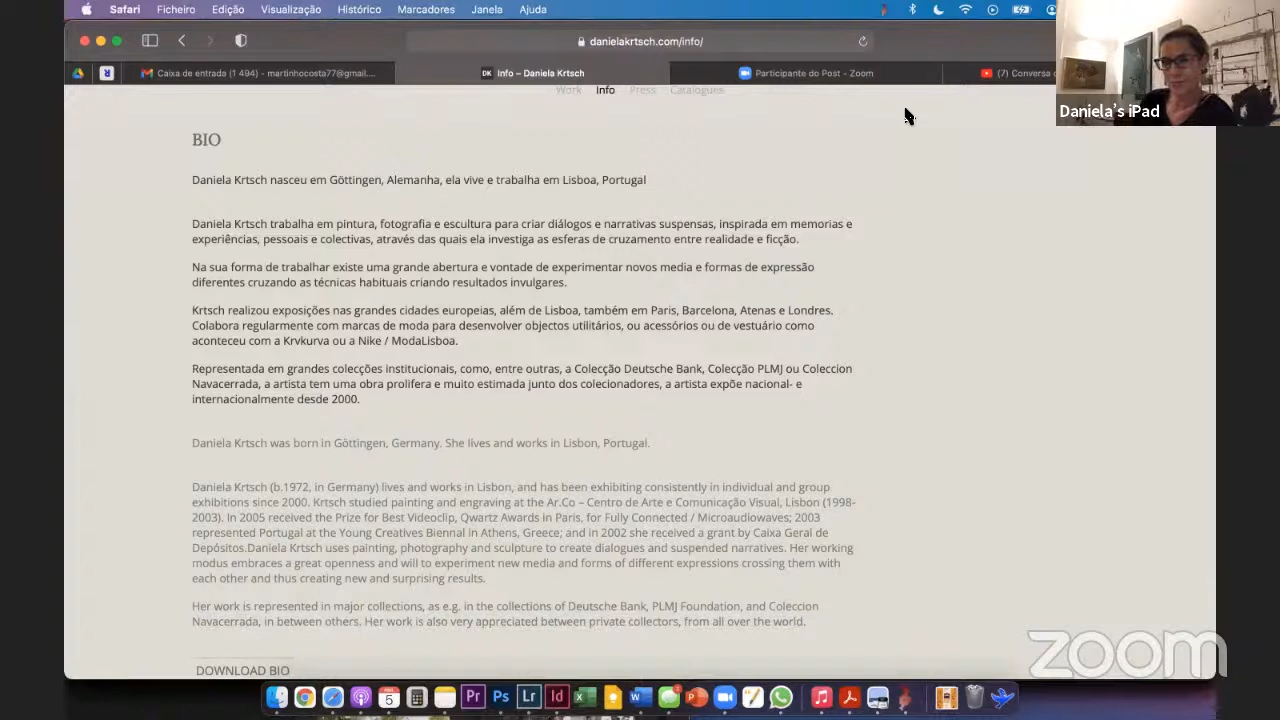 Safari Ficheiro Edição Visualização Histórico Marcadores Janela Ajuda
danielakrtsch.com/info/
Caixa de entrada (1 494) - martinhocosta77@gmail.... DK Info – Daniela Krtsch Participante do Post - Zoom (7) Conversa
Daniela's iPad
Work Info Press Catalogues
BIO
Daniela Krtsch nasceu em Göttingen, Alemanha, ela vive e trabalha em Lisboa, Portugal
Daniela Krtsch trabalha em pintura, fotografia e escultura para criar diálogos e narrativas suspensas, inspirada em memorias e
experiências, pessoais e colectivas, através das quais ela investiga as esferas de cruzamento entre realidade e ficção.
Na sua forma de trabalhar existe uma grande abertura e vontade de experimentar novos media e formas de expressão
diferentes cruzando as técnicas habituais criando resultados invulgares.
Krtsch realizou exposições nas grandes cidades europeias, além de Lisboa, também em Paris, Barcelona, Atenas e Londres.
Colabora regularmente com marcas de moda para desenvolver objectos utilitários, ou acessórios ou de vestuário como
aconteceu com a Krvkurva ou a Nike / ModaLisboa.
Representada em grandes colecções institucionais, como, entre outras, a Colecção Deutsche Bank, Colecção PLMJ ou Coleccion
Navacerrada, a artista tem uma obra prolifera e muito estimada junto dos colecionadores, a artista expõe nacional- e
internacionalmente desde 2000.
Daniela Krtsch was born in Göttingen, Germany. She lives and works in Lisbon, Portugal.
Daniela Krtsch (b.1972, in Germany) lives and works in Lisbon, and has been exhibiting consistently in individual and group
exhibitions since 2000. Krtsch studied painting and engraving at the Ar.Co – Centro de Arte e Comunicação Visual, Lisbon (1998-
2003). In 2005 received the Prize for Best Videoclip, Qwartz Awards in Paris, for Fully Connected / Microaudiowaves; 2003
represented Portugal at the Young Creatives Biennal in Athens, Greece; and in 2002 she received a grant by Caixa Geral de
Depósitos.Daniela Krtsch uses painting, photography and sculpture to create dialogues and suspended narratives. Her working
modus embraces a great openness and will to experiment new media and forms of different expressions crossing them with
each other and thus creating new and surprising results.
Her work is represented in major collections, as e.g. in the collections of Deutsche Bank, PLMJ Foundation, and Coleccion
Navacerrada, in between others. Her work is also very appreciated between private collectors, from all over the world.
DOWNLOAD BIO
zoom
5 Pr Ps Lr Id